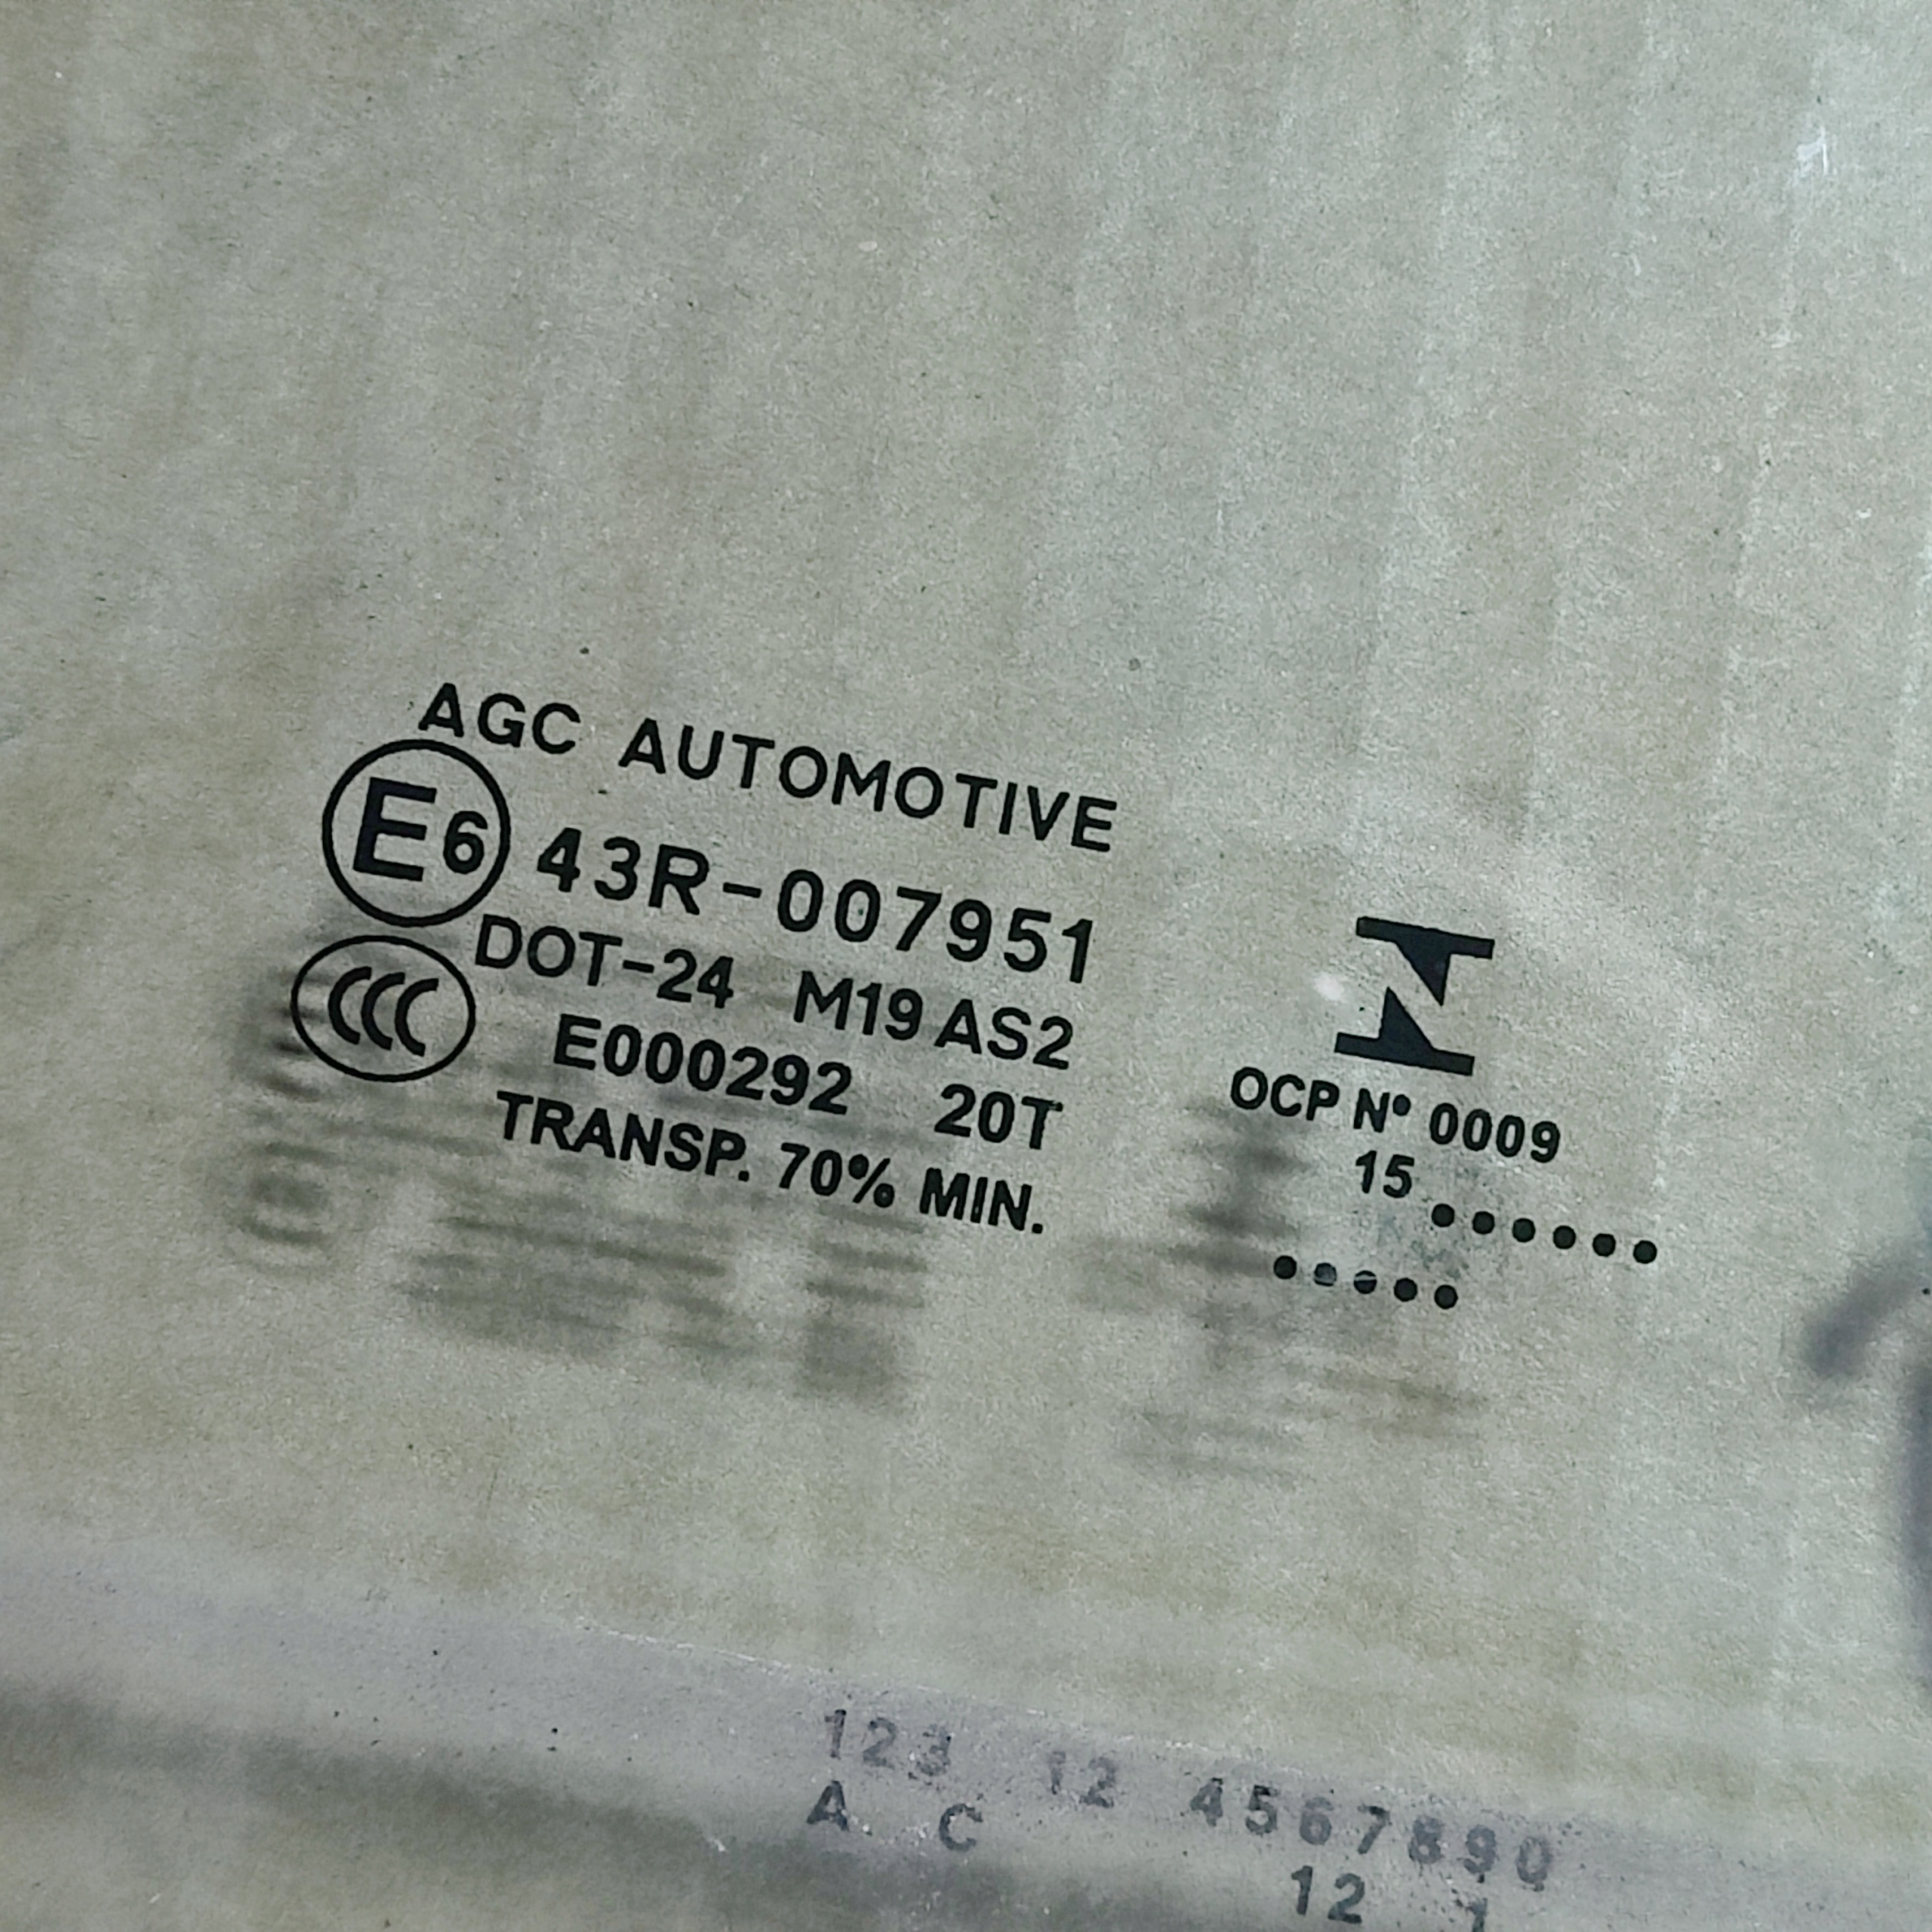 AGC AUTOMOTIVE
E6 43R-007951
DOT-24 M19 AS2
CCC E000292 20T
TRANSP. 70% MIN.
OCP Nº 0009
15
123 12 4567890
A C
12 1